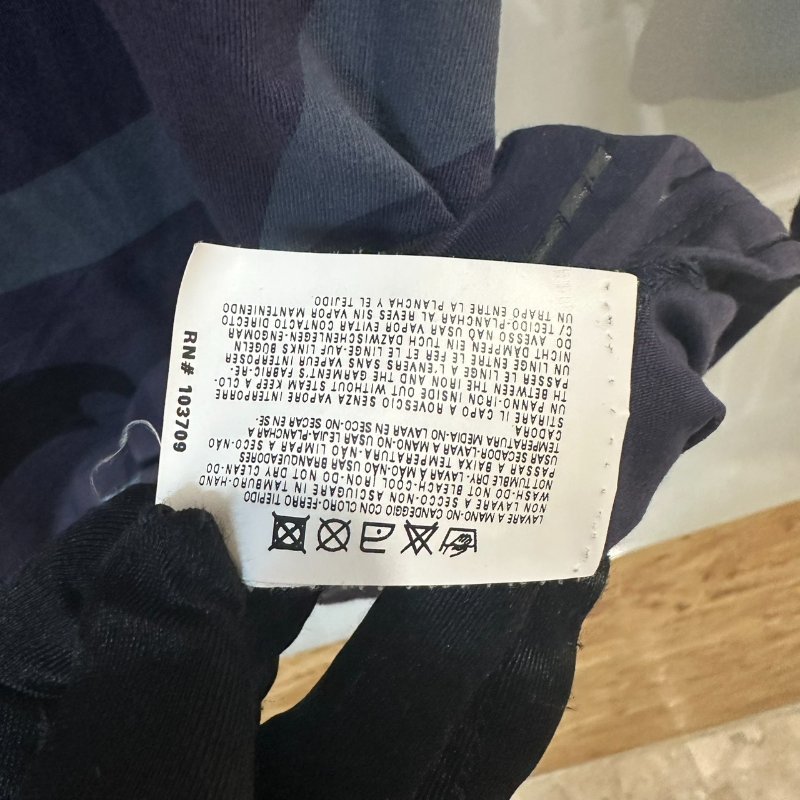 LAVARE A MANO-NO CANDEGGIO CON CLORO-FERRO TIEPIDO
NON LAVARE A SECO-NON ASCIUGARE IN TAMBURO-HAND
WASH-DO NOT BLEACH-COOL IRON-DO NOT DRY CLEAN-DO
NOT TUMBLE DRY- LAVAR A MÃO-NÃO USAR BRANQUEADORES
PASSAR A BAIXA TEMPERATURA-NÃO LIMPAR A SECO-NÃO
USAR SECADOR-LAVAR A MANO-NO USAR LEJIA-PLANCHAR A
TEMPERATURA MEDIA-NO LAVAR EN SECO-NO SECAR EN SE-
CADORA
STIRARE IL CAPO A ROVESCIO SENZA VAPORE INTERPORRE
UN PANNO-IRON INSIDE OUT WITHOUT STEAM KEEP A CLO-
TH BETWEEN THE IRON AND THE GARMENT'S FABRIC-RE-
PASSER LE LINGE A L'ENVERS SANS VAPEUR INTERPOSER
UN LINGE ENTRE LE FER ET LE LINGE-AUF LINKS BÜGELN
NICHT DAMPFEN EIN TUCH DAZWISCHENLEGEN-ENGOMAR
DO AVESSO NÃO USAR VAPOR EVITAR CONTACTO DIRECTO
C/ TECIDO-PLANCHAR AL REVES SIN VAPOR MANTENIENDO
UN TRAPO ENTRE LA PLANCHA Y EL TEJIDO
RN# 103709